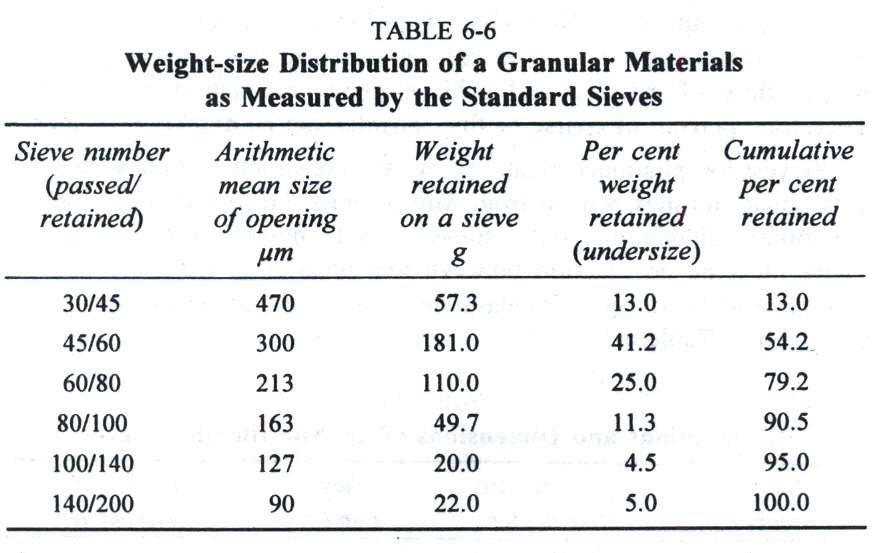 TABLE 6-6
Weight-size Distribution of a Granular Materials
as Measured by the Standard Sieves
Sieve number Arithmetic Weight Per cent Cumulative
(passed/ mean size retained weight per cent
retained) of opening on a sieve retained retained
µm g (undersize)
30/45 470 57.3 13.0 13.0
45/60 300 181.0 41.2 54.2
60/80 213 110.0 25.0 79.2
80/100 163 49.7 11.3 90.5
100/140 127 20.0 4.5 95.0
140/200 90 22.0 5.0 100.0